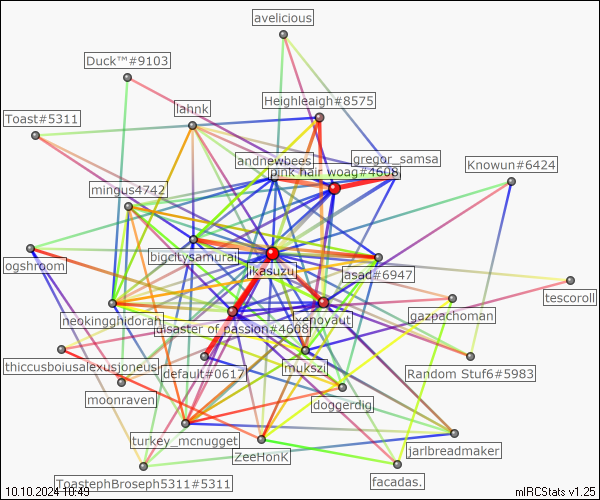 avelicious
Duck™#9103
Heighleaigh#8575
lahnk
Toast#5311
andnewbees
gregor_samsa
pink hair woag#4608
Knowun#6424
mingus4742
bigcitysamurai
ikasuzu
asad#6947
ogshroom
tescoroll
neokingghidorah
xenoyaut
gazpachoman
disaster of passion#4608
thiccusboiusalexusjoneus
default#0617
mukszi
Random Stuf6#5983
moonraven
doggerdig
turkey_mcnugget
ZeeHonk
jarlbreadmaker
ToastephBroseph5311#5311
facadas.
10.10.2024 10:49
mIRCStats v1.25